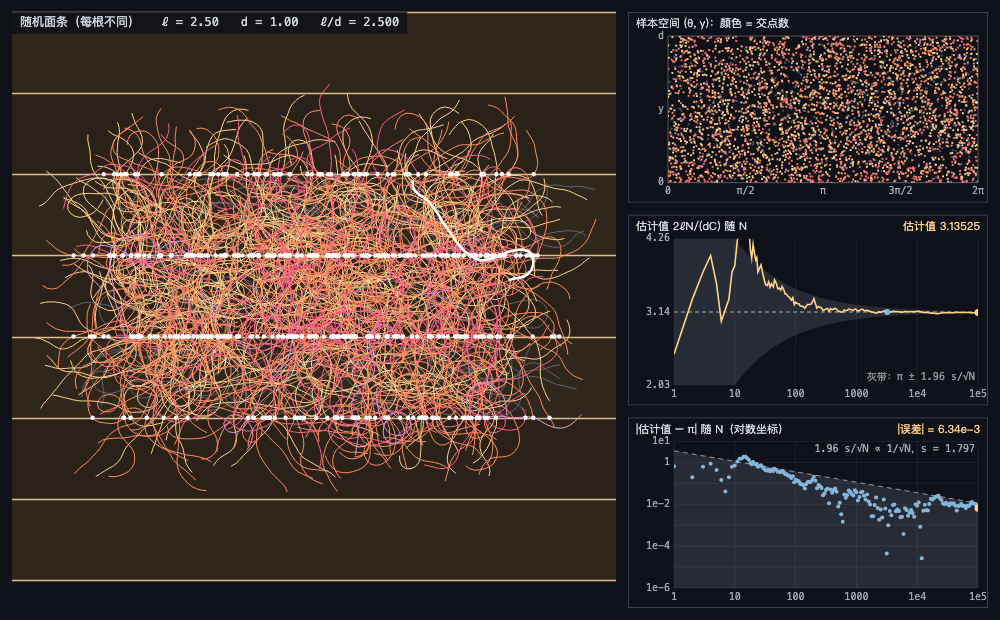 随机面条（每根不同）　ℓ = 2.50　d = 1.00　ℓ/d = 2.500
样本空间 (θ, y)：颜色 = 交点数
d
y
0
0 π/2 π 3π/2 2π
估计值 2ℓN/(dC) 随 N 估计值 3.13525
4.26
3.14
2.03
灰带：π ± 1.96 s/√N
1 10 100 1000 1e4 1e5
|估计值 − π| 随 N（对数坐标） |误差| = 6.34e-3
1e1
1.96 s/√N ∝ 1/√N, s = 1.797
1
1e-2
1e-4
1e-6
1 10 100 1000 1e4 1e5